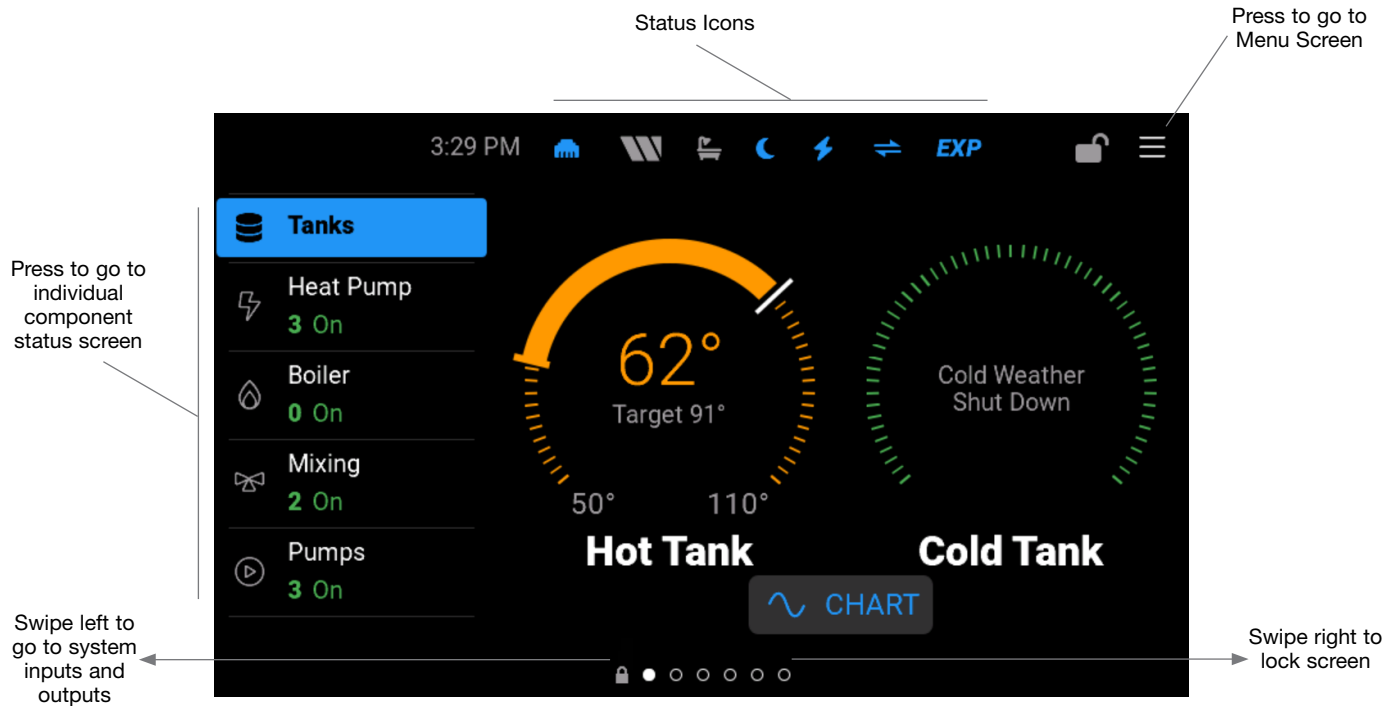 Status Icons
Press to go to
Menu Screen
3:29 PM
EXP
Press to go to
individual
component
status screen
Tanks
Heat Pump
3 On
Boiler
0 On
Mixing
2 On
Pumps
3 On
62°
Target 91°
50°
110°
Hot Tank
Cold Weather
Shut Down
Cold Tank
CHART
Swipe left to
go to system
inputs and
outputs
Swipe right to
lock screen